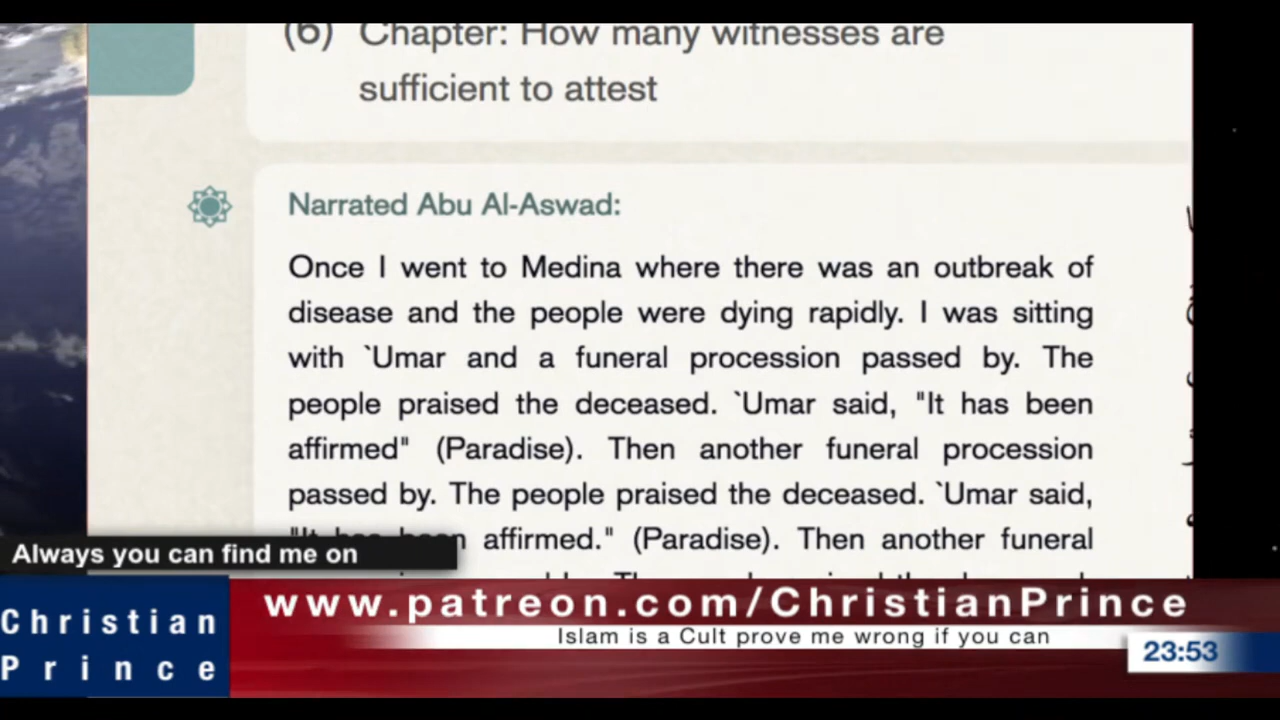 (6) Chapter: How many witnesses are
sufficient to attest
Narrated Abu Al-Aswad:
Once I went to Medina where there was an outbreak of
disease and the people were dying rapidly. I was sitting
with `Umar and a funeral procession passed by. The
people praised the deceased. `Umar said, "It has been
affirmed" (Paradise). Then another funeral procession
passed by. The people praised the deceased. `Umar said,
"It has been affirmed." (Paradise). Then another funeral
Always you can find me on
www.patreon.com/ChristianPrince
Islam is a Cult prove me wrong if you can
Christian
Prince
23:53